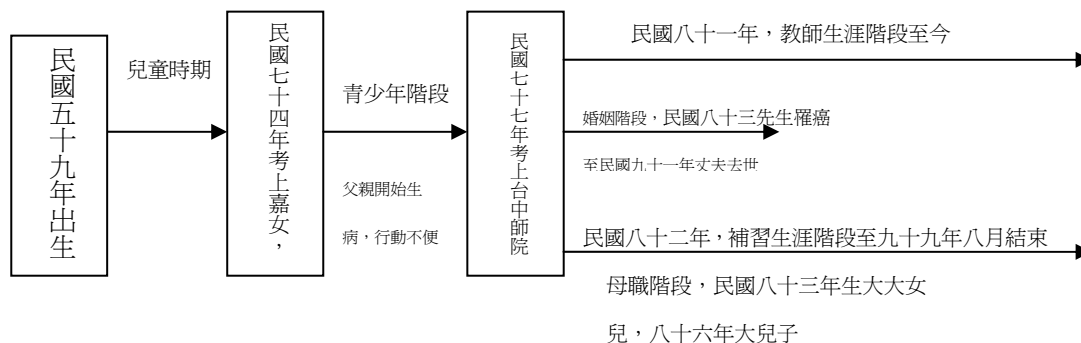 民國五十九年出生
兒童時期
民國七十四年考上嘉女，
青少年階段
父親開始生
病，行動不便
民國七十七年考上台中師院
民國八十一年，教師生涯階段至今
婚姻階段，民國八十三先生罹癌
至民國九十一年丈夫去世
民國八十二年，補習生涯階段至九十九年八月結束
母職階段，民國八十三年生大大女
兒，八十六年大兒子